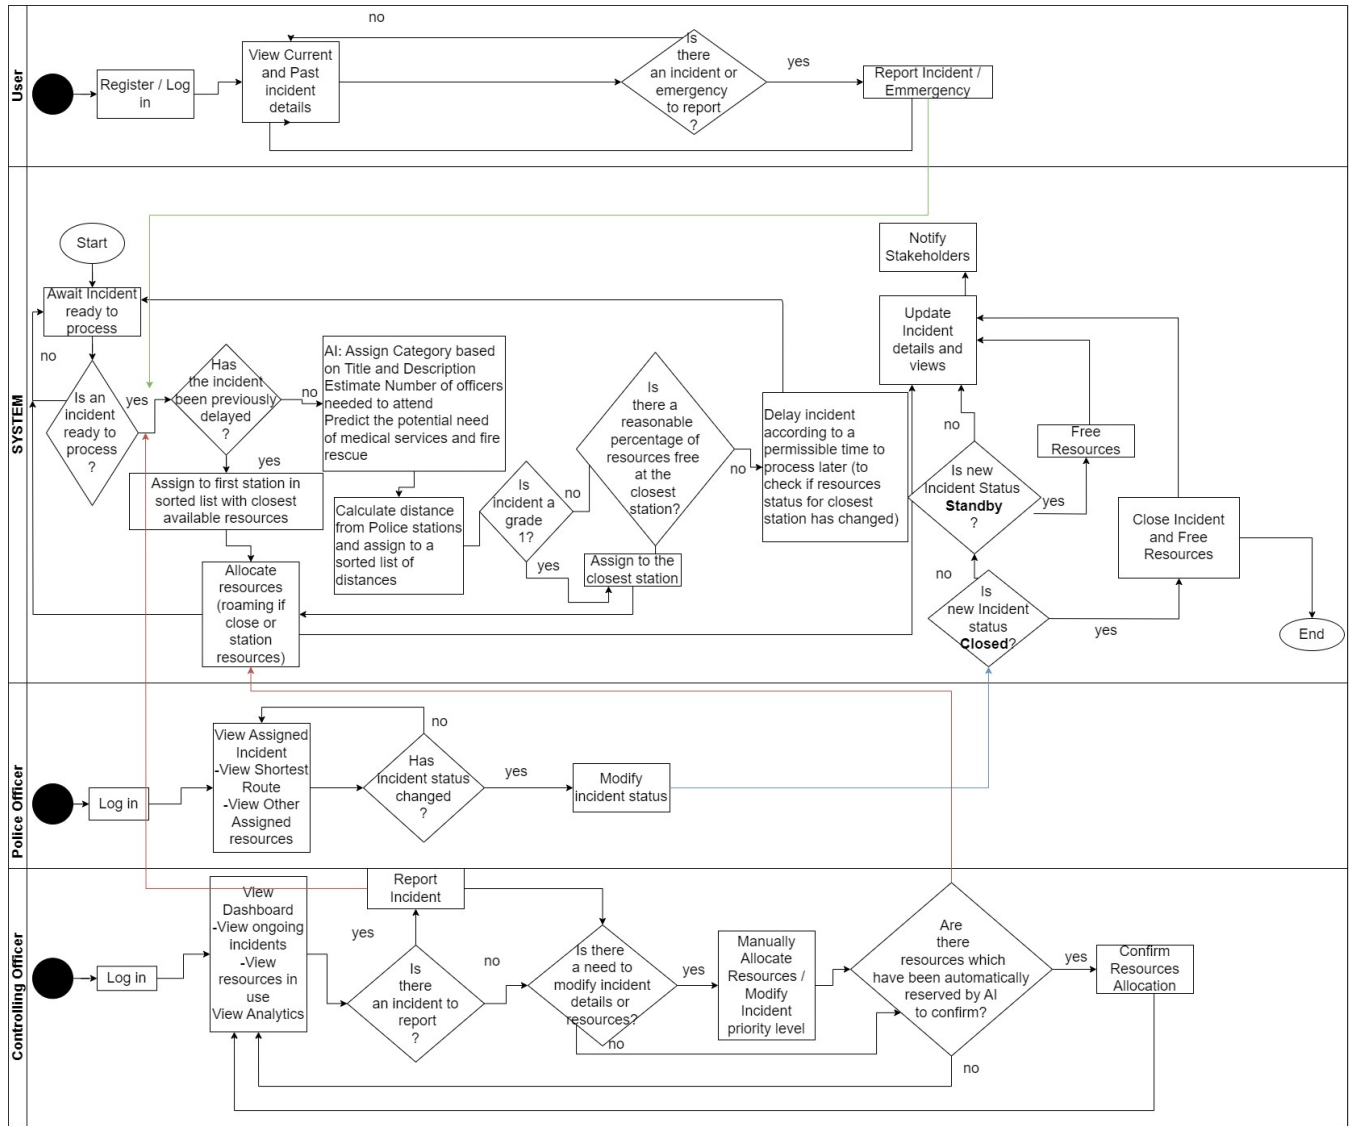 User
no
Register / Log
in
View Current
and Past
incident
details
Is
there
an incident or
emergency
to report
?
yes
Report Incident /
Emmergency
SYSTEM
Start
Await Incident
ready to
process
no
Is an
incident
ready to
process
?
yes
Has
the incident
been previously
delayed
?
no
yes
Assign to first station in
sorted list with closest
available resources
Allocate
resources
(roaming if
close or
station
resources)
AI: Assign Category based
on Title and Description
Estimate Number of officers
needed to attend
Predict the potential need
of medical services and fire
rescue
Calculate distance
from Police stations
and assign to a
sorted list of
distances
Is
incident a
grade
1?
no
yes
Is
there a
reasonable
percentage of
resources free
at the
closest
station?
no
Assign to the
closest station
Delay incident
according to a
permissible time to
process later (to
check if resources
status for closest
station has changed)
Notify
Stakeholders
Update
Incident
details and
views
no
Free
Resources
Is new
Incident Status
Standby
?
yes
no
Is
new Incident
status
Closed?
yes
Close Incident
and Free
Resources
End
Police Officer
Log in
View Assigned
Incident
-View Shortest
Route
-View Other
Assigned
resources
no
Has
incident status
changed
?
yes
Modify
incident status
Controlling Officer
Log in
View
Dashboard
-View ongoing
incidents
-View
resources in
use
View Analytics
Report
Incident
yes
Is
there
an incident to
report
?
no
Is there
a need to
modify incident
details or
resources?
no
yes
Manually
Allocate
Resources /
Modify
Incident
priority level
Are
there
resources which
have been automatically
reserved by AI
to confirm?
yes
no
Confirm
Resources
Allocation